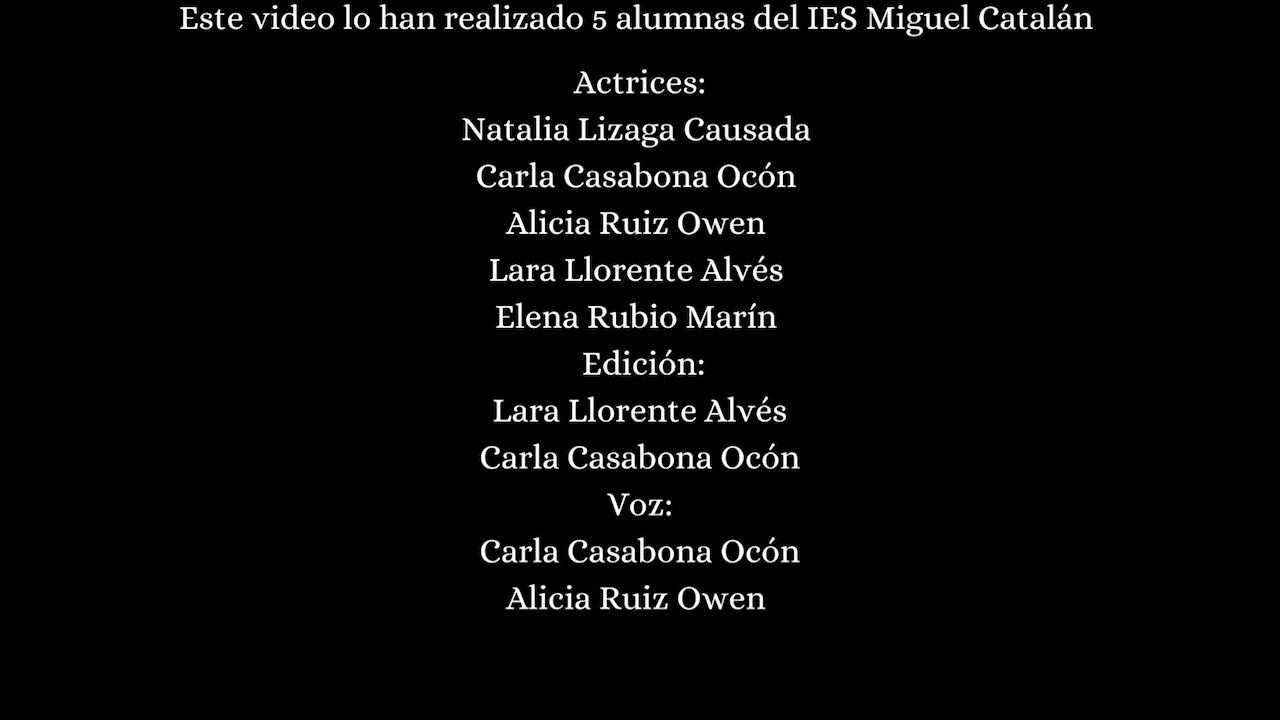 Este video lo han realizado 5 alumnas del IES Miguel Catalán
Actrices:
Natalia Lizaga Causada
Carla Casabona Ocón
Alicia Ruiz Owen
Lara Llorente Alvés
Elena Rubio Marín
Edición:
Lara Llorente Alvés
Carla Casabona Ocón
Voz:
Carla Casabona Ocón
Alicia Ruiz Owen